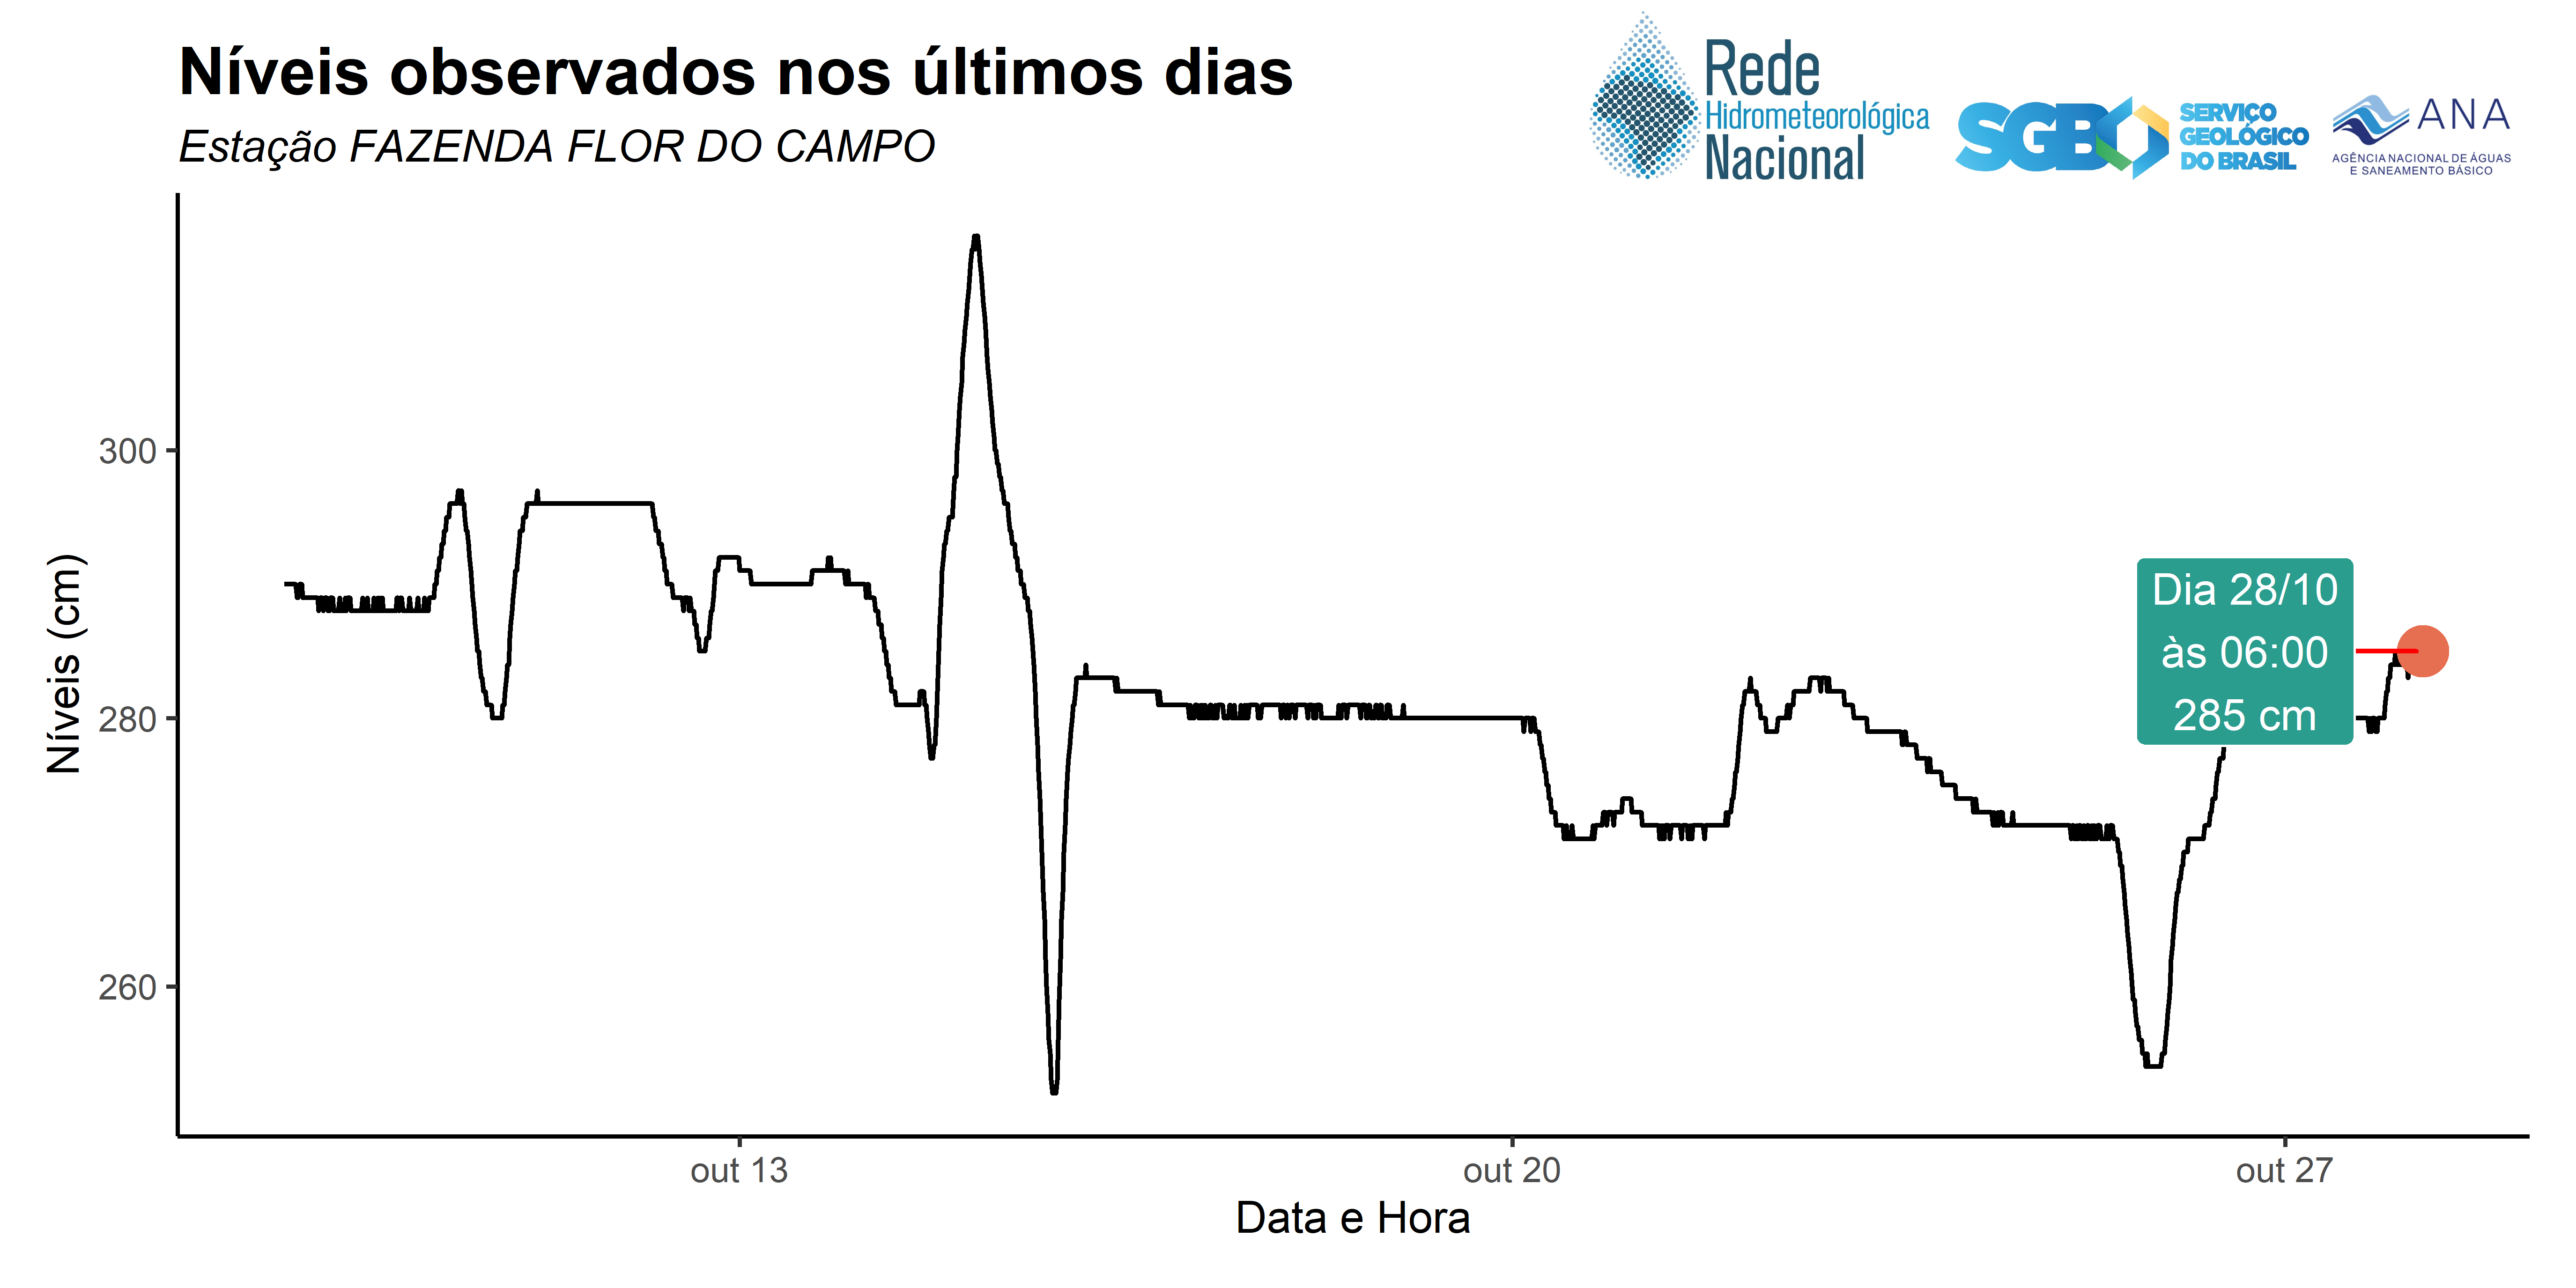 Níveis observados nos últimos dias
Estação FAZENDA FLOR DO CAMPO
Rede
Hidrometeorológica
Nacional
SGB
SERVIÇO
GEOLÓGICO
DO BRASIL
ANA
AGÊNCIA NACIONAL DE ÁGUAS
E SANEAMENTO BÁSICO
Níveis (cm)
300
280
260
Dia 28/10
às 06:00
285 cm
out 13
out 20
out 27
Data e Hora